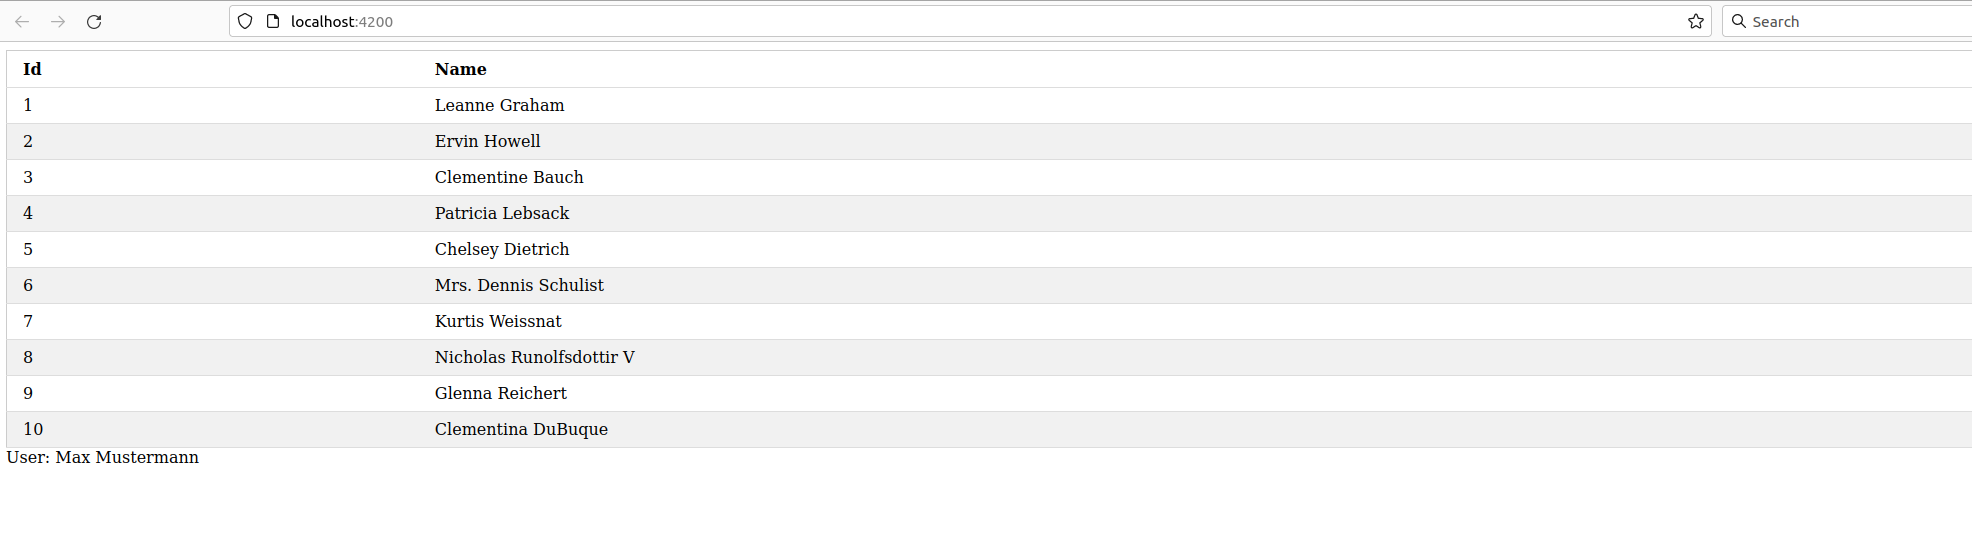 localhost:4200 Search
Id Name
1 Leanne Graham
2 Ervin Howell
3 Clementine Bauch
4 Patricia Lebsack
5 Chelsey Dietrich
6 Mrs. Dennis Schulist
7 Kurtis Weissnat
8 Nicholas Runolfsdottir V
9 Glenna Reichert
10 Clementina DuBuque
User: Max Mustermann